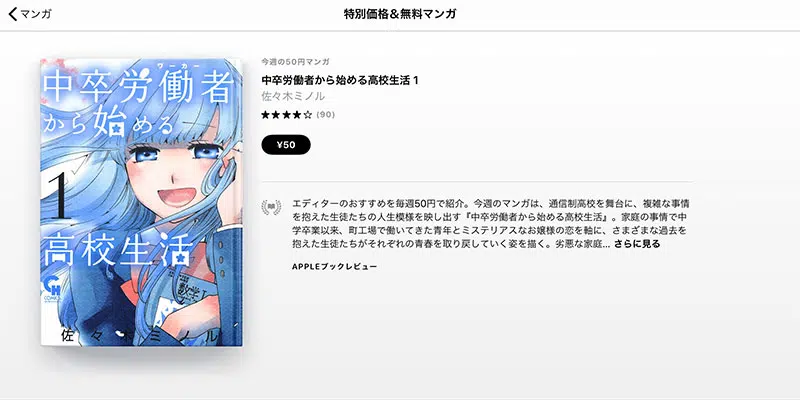 マンガ
特別価格&無料マンガ
中卒労働者
ワーカー
から始める
1
高校生活
数学I
CH
COMICS
佐々木ミノル
今週の50円マンガ
中卒労働者から始める高校生活 1
佐々木ミノル
★★★★☆ (90)
¥50
エディターのおすすめを毎週50円で紹介。今週のマンガは、通信制高校を舞台に、複雑な事情
を抱えた生徒たちの人生模様を映し出す『中卒労働者から始める高校生活』。家庭の事情で中
学卒業以来、町工場で働いてきた青年とミステリアスなお嬢様の恋を軸に、さまざまな過去を
抱えた生徒たちがそれぞれの青春を取り戻していく姿を描く。劣悪な家庭... さらに見る
APPLEブックレビュー